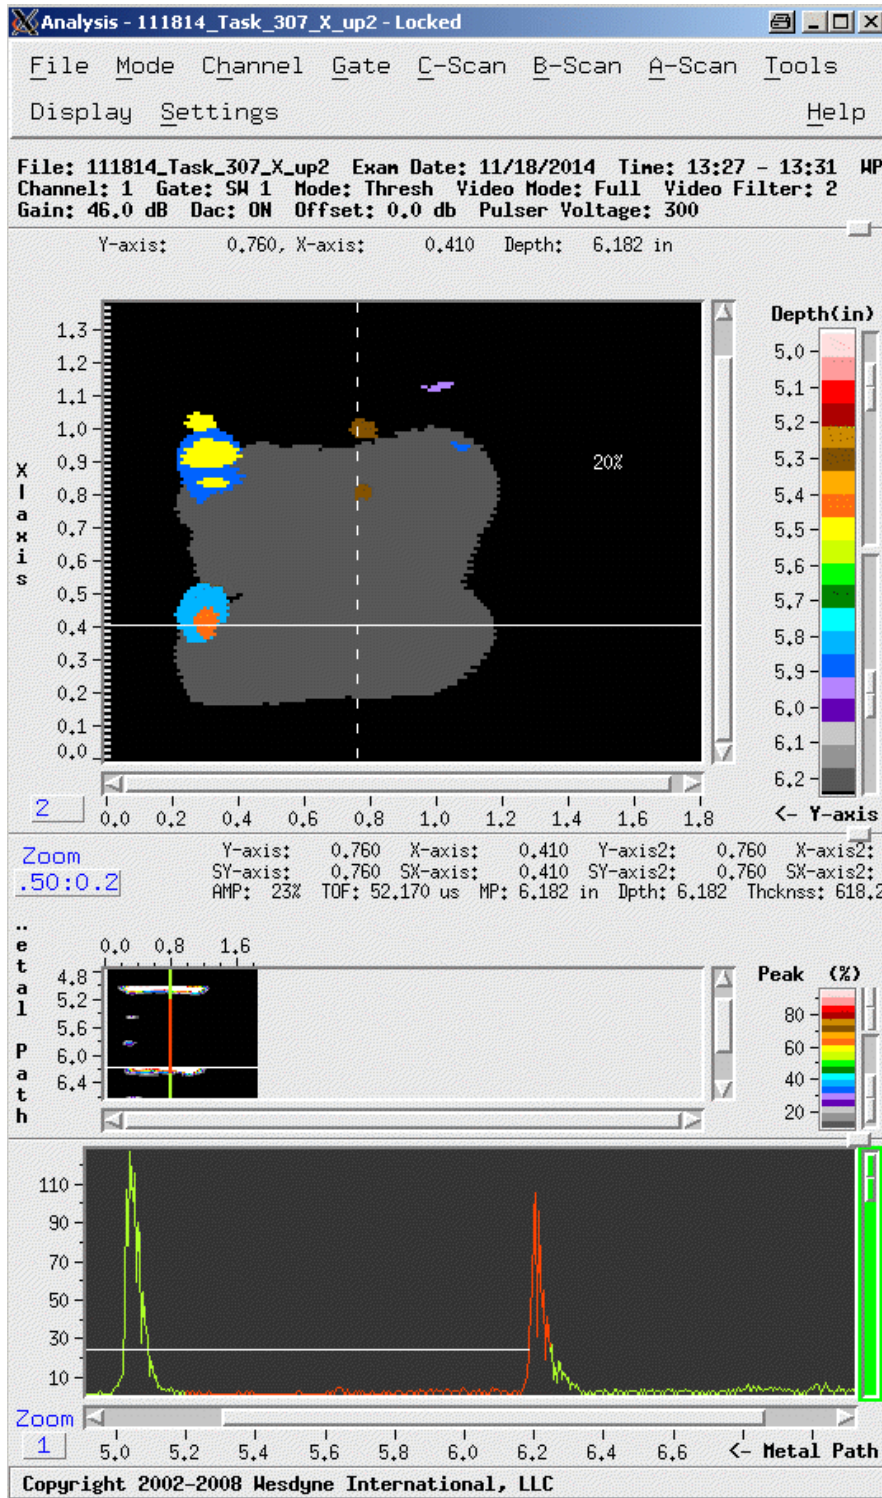 Analysis - 111814_Task_307_X_up2 - Locked
File Mode Channel Gate C-Scan B-Scan A-Scan Tools
Display Settings Help
File: 111814_Task_307_X_up2 Exam Date: 11/18/2014 Time: 13:27 - 13:31 WP
Channel: 1 Gate: SW 1 Mode: Thresh Video Mode: Full Video Filter: 2
Gain: 46.0 dB Dac: ON Offset: 0.0 db Pulser Voltage: 300
Y-axis: 0.760, X-axis: 0.410 Depth: 6.182 in
Depth(in)
1.3
1.2
1.1
1.0
0.9
0.8
0.7
0.6
0.5
0.4
0.3
0.2
0.1
0.0
X
|
a
x
i
s
20%
5.0
5.1
5.2
5.3
5.4
5.5
5.6
5.7
5.8
5.9
6.0
6.1
6.2
2
0.0 0.2 0.4 0.6 0.8 1.0 1.2 1.4 1.6 1.8
<- Y-axis
Zoom
.50:0.2
Y-axis: 0.760 X-axis: 0.410 Y-axis2: 0.760 X-axis2:
SY-axis: 0.760 SX-axis: 0.410 SY-axis2: 0.760 SX-axis2:
AMP: 23% TOF: 52.170 us MP: 6.182 in Dpth: 6.182 Thcknss: 618.2
..
e
t
a
l
P
a
t
h
0.0 0.8 1.6
4.8
5.2
5.6
6.0
6.4
Peak (%)
80
60
40
20
110
90
70
50
30
10
Zoom
1
5.0 5.2 5.4 5.6 5.8 6.0 6.2 6.4 6.6 <- Metal Path
Copyright 2002-2008 Wesdyne International, LLC